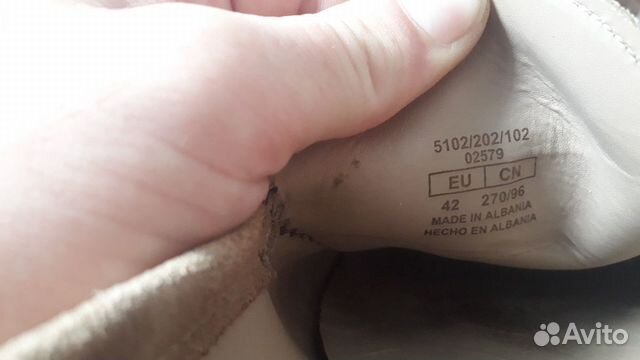 5102/202/102
02579
EU CN
42 270/96
MADE IN ALBANIA
HECHO EN ALBANIA
Avito